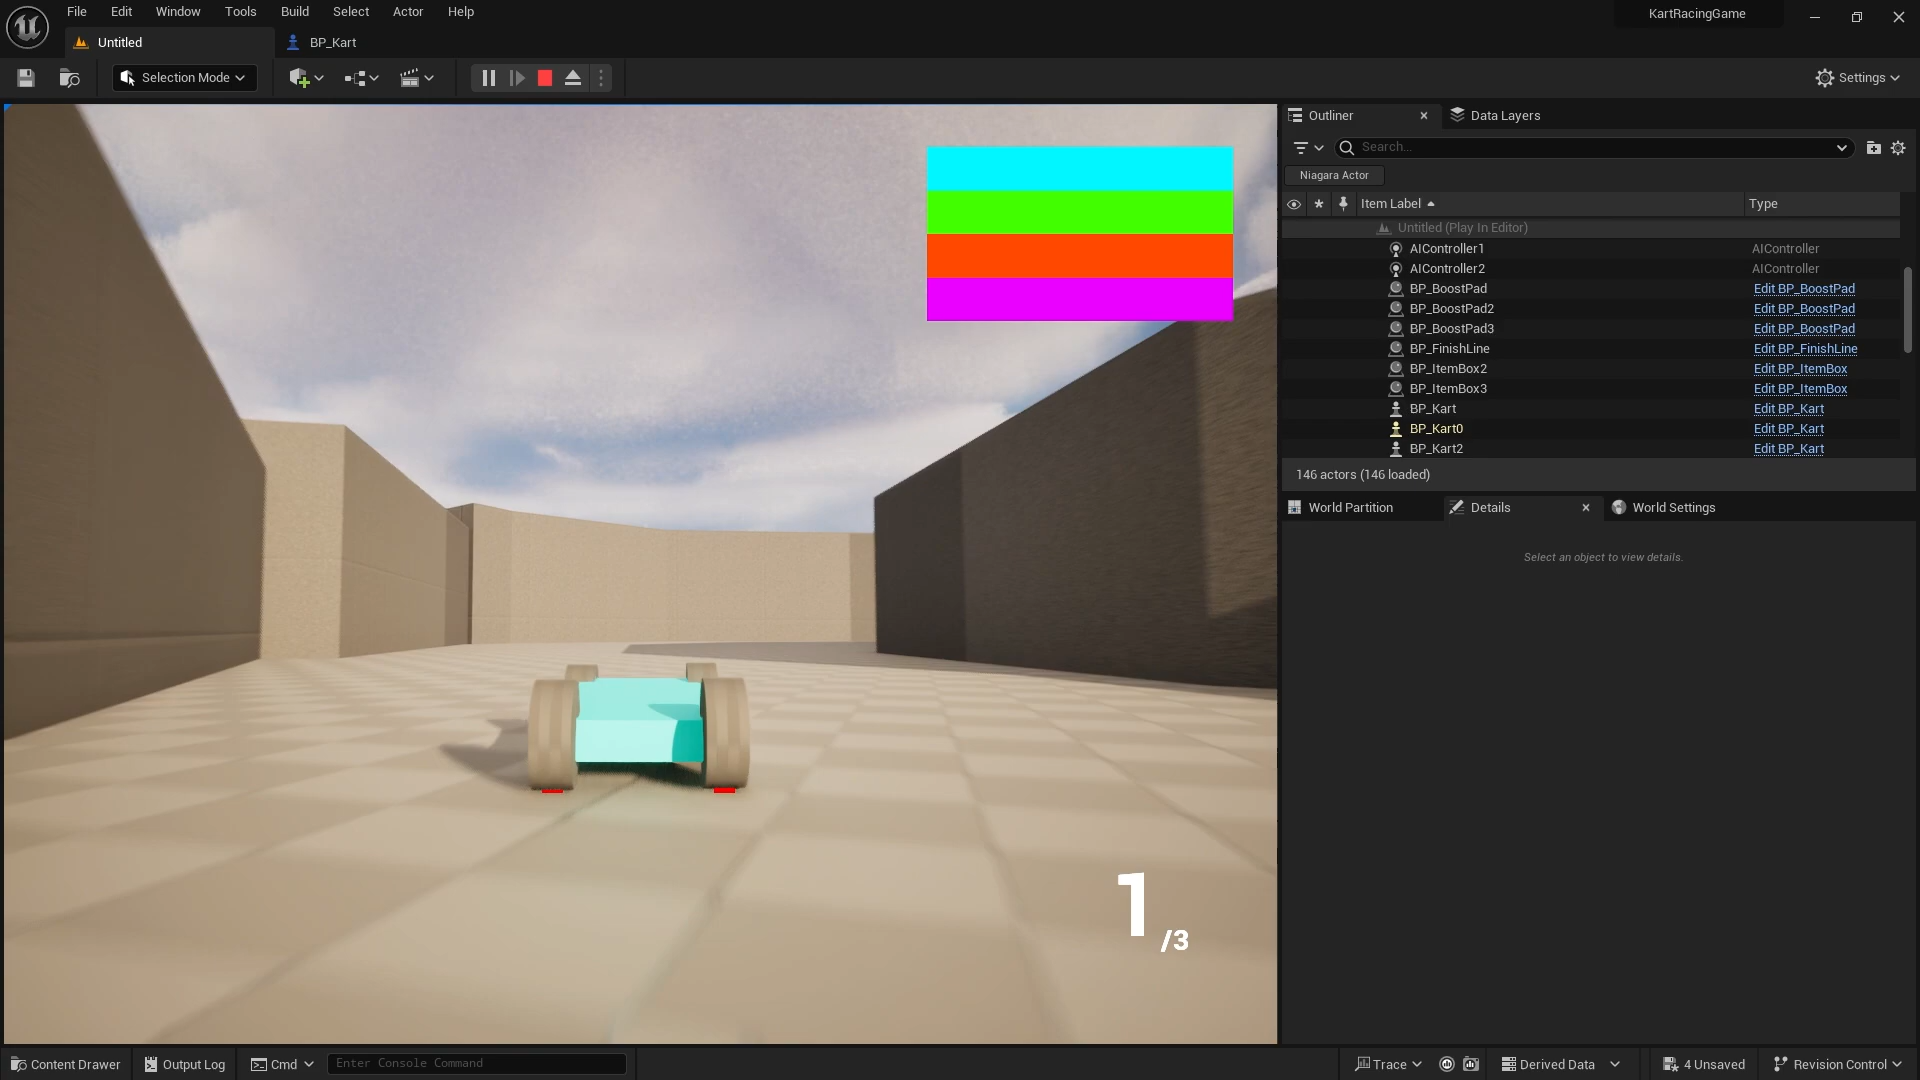 File Edit Window Tools Build Select Actor Help
KartRacingGame
Untitled
BP_Kart
Selection Mode
Settings
Outliner
Data Layers
Search...
Niagara Actor
Item Label
Type
Untitled (Play In Editor)
AIController1 AIController
AIController2 AIController
BP_BoostPad Edit BP_BoostPad
BP_BoostPad2 Edit BP_BoostPad
BP_BoostPad3 Edit BP_BoostPad
BP_FinishLine Edit BP_FinishLine
BP_ItemBox2 Edit BP_ItemBox
BP_ItemBox3 Edit BP_ItemBox
BP_Kart Edit BP_Kart
BP_Kart0 Edit BP_Kart
BP_Kart2 Edit BP_Kart
146 actors (146 loaded)
World Partition
Details
World Settings
Select an object to view details.
1 /3
Content Drawer
Output Log
Cmd
Enter Console Command
Trace
Derived Data
4 Unsaved
Revision Control